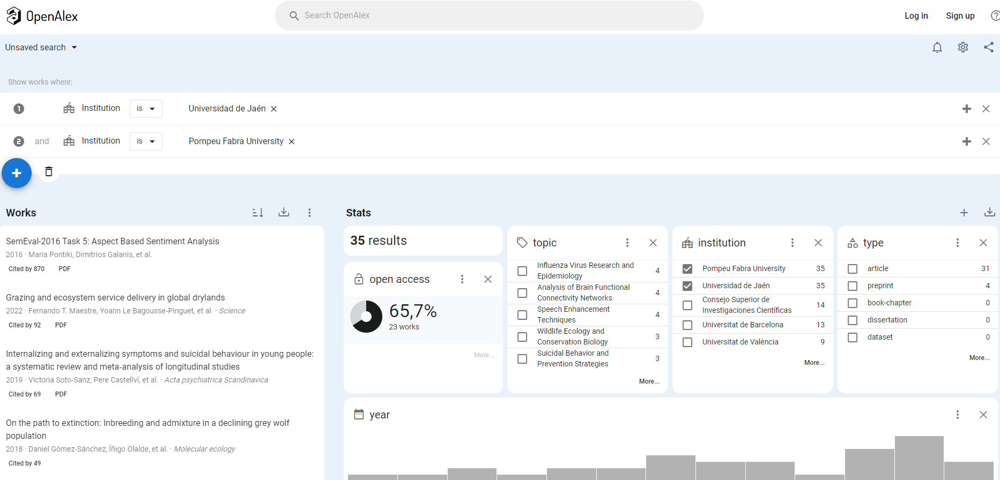 OpenAlex
Search OpenAlex
Log in
Sign up
?
Unsaved search
Show works where:
1 Institution is Universidad de Jaén
2 and Institution is Pompeu Fabra University
Works
SemEval-2016 Task 5: Aspect Based Sentiment Analysis
2016 · Maria Pontiki, Dimitrios Galanis, et al.
Cited by 870 PDF
Grazing and ecosystem service delivery in global drylands
2022 · Fernando T. Maestre, Yoann Le Bagousse-Pinguet, et al. · Science
Cited by 92 PDF
Internalizing and externalizing symptoms and suicidal behaviour in young people:
a systematic review and meta-analysis of longitudinal studies
2019 · Victoria Soto-Sanz, Pere Castellví, et al. · Acta psychiatrica Scandinavica
Cited by 69 PDF
On the path to extinction: Inbreeding and admixture in a declining grey wolf
population
2018 · Daniel Gómez-Sánchez, Ïñigo Olalde, et al. · Molecular ecology
Cited by 49
Stats
35 results
open access
65,7%
23 works
More...
topic
Influenza Virus Research and
Epidemiology 4
Analysis of Brain Functional
Connectivity Networks 4
Speech Enhancement
Techniques 4
Wildlife Ecology and
Conservation Biology 3
Suicidal Behavior and
Prevention Strategies 3
More...
institution
Pompeu Fabra University 35
Universidad de Jaén 35
Consejo Superior de
Investigaciones Científicas 14
Universitat de Barcelona 13
Universitat de València 9
More...
type
article 31
preprint 4
book-chapter 0
dissertation 0
dataset 0
More...
year